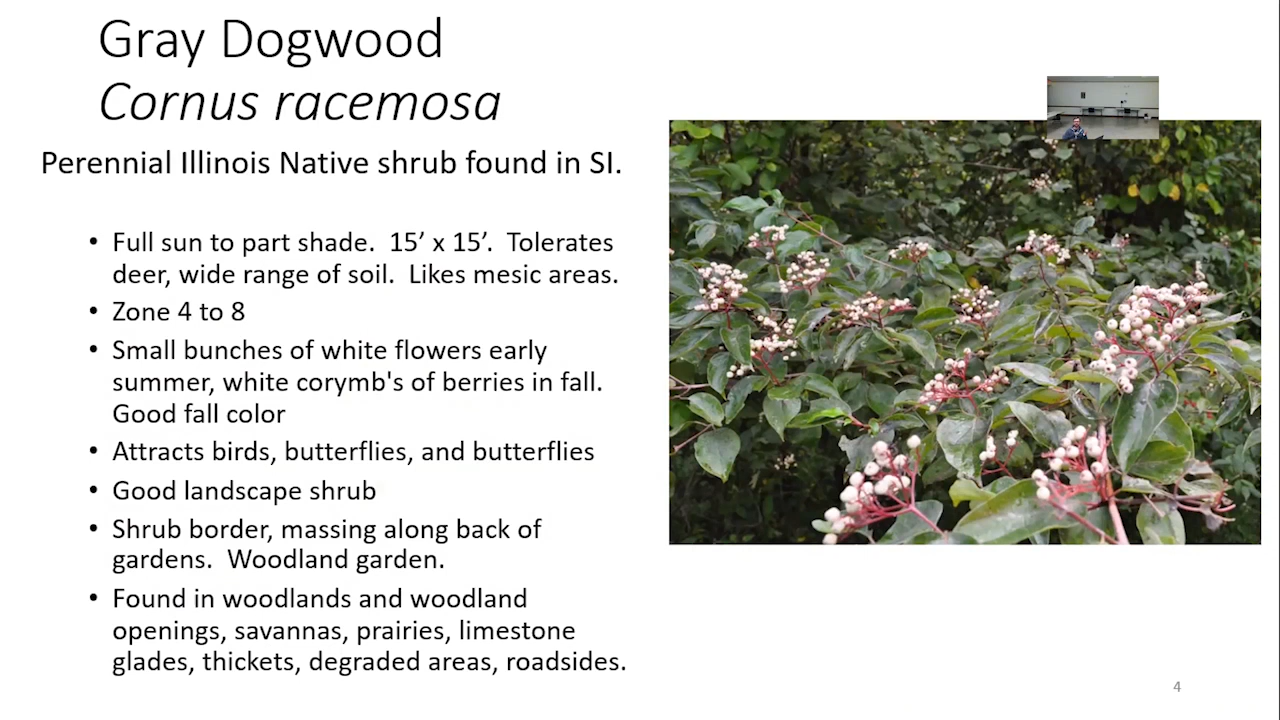 Gray Dogwood
Cornus racemosa
Perennial Illinois Native shrub found in SI.
• Full sun to part shade.  15’ x 15’.  Tolerates
deer, wide range of soil.  Likes mesic areas.
• Zone 4 to 8
• Small bunches of white flowers early
summer, white corymb's of berries in fall.
Good fall color
• Attracts birds, butterflies, and butterflies
• Good landscape shrub
• Shrub border, massing along back of
gardens.  Woodland garden.
• Found in woodlands and woodland
openings, savannas, prairies, limestone
glades, thickets, degraded areas, roadsides.
4